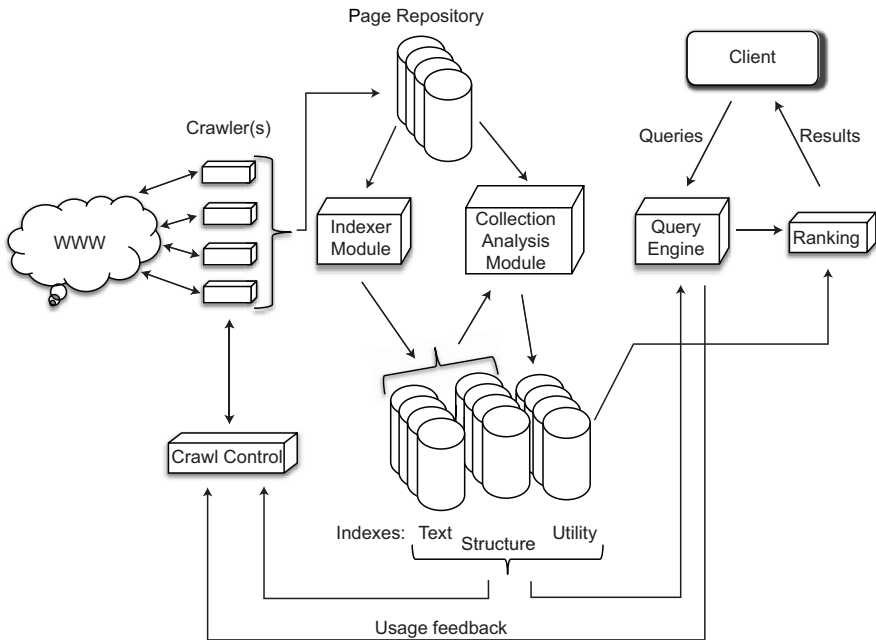 Page Repository
Client
Crawler(s)
Queries
Results
WWW
Indexer
Module
Collection
Analysis
Module
Query
Engine
Ranking
Crawl Control
Indexes: Text
Structure
Utility
Usage feedback